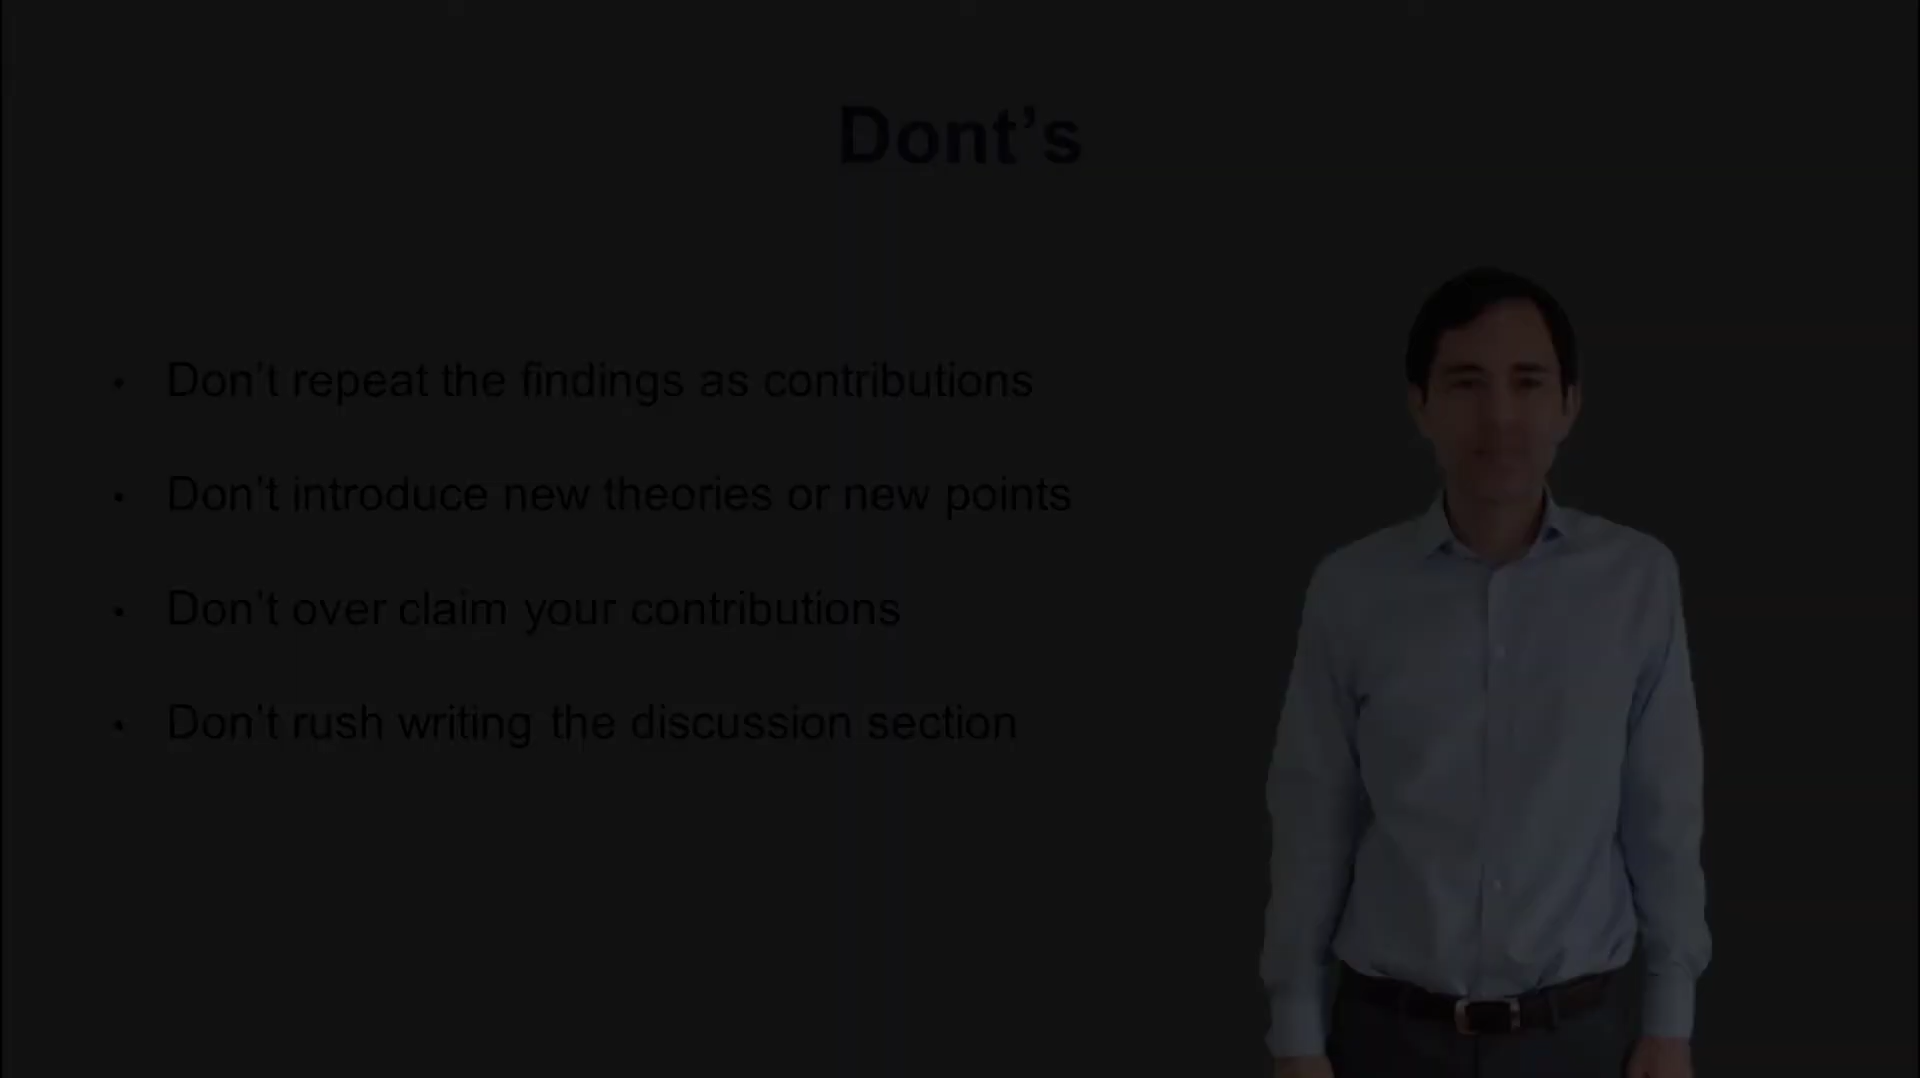 Dont’s
• Don’t repeat the findings as contributions
• Don’t introduce new theories or new points
• Don’t over claim your contributions
• Don’t rush writing the discussion section